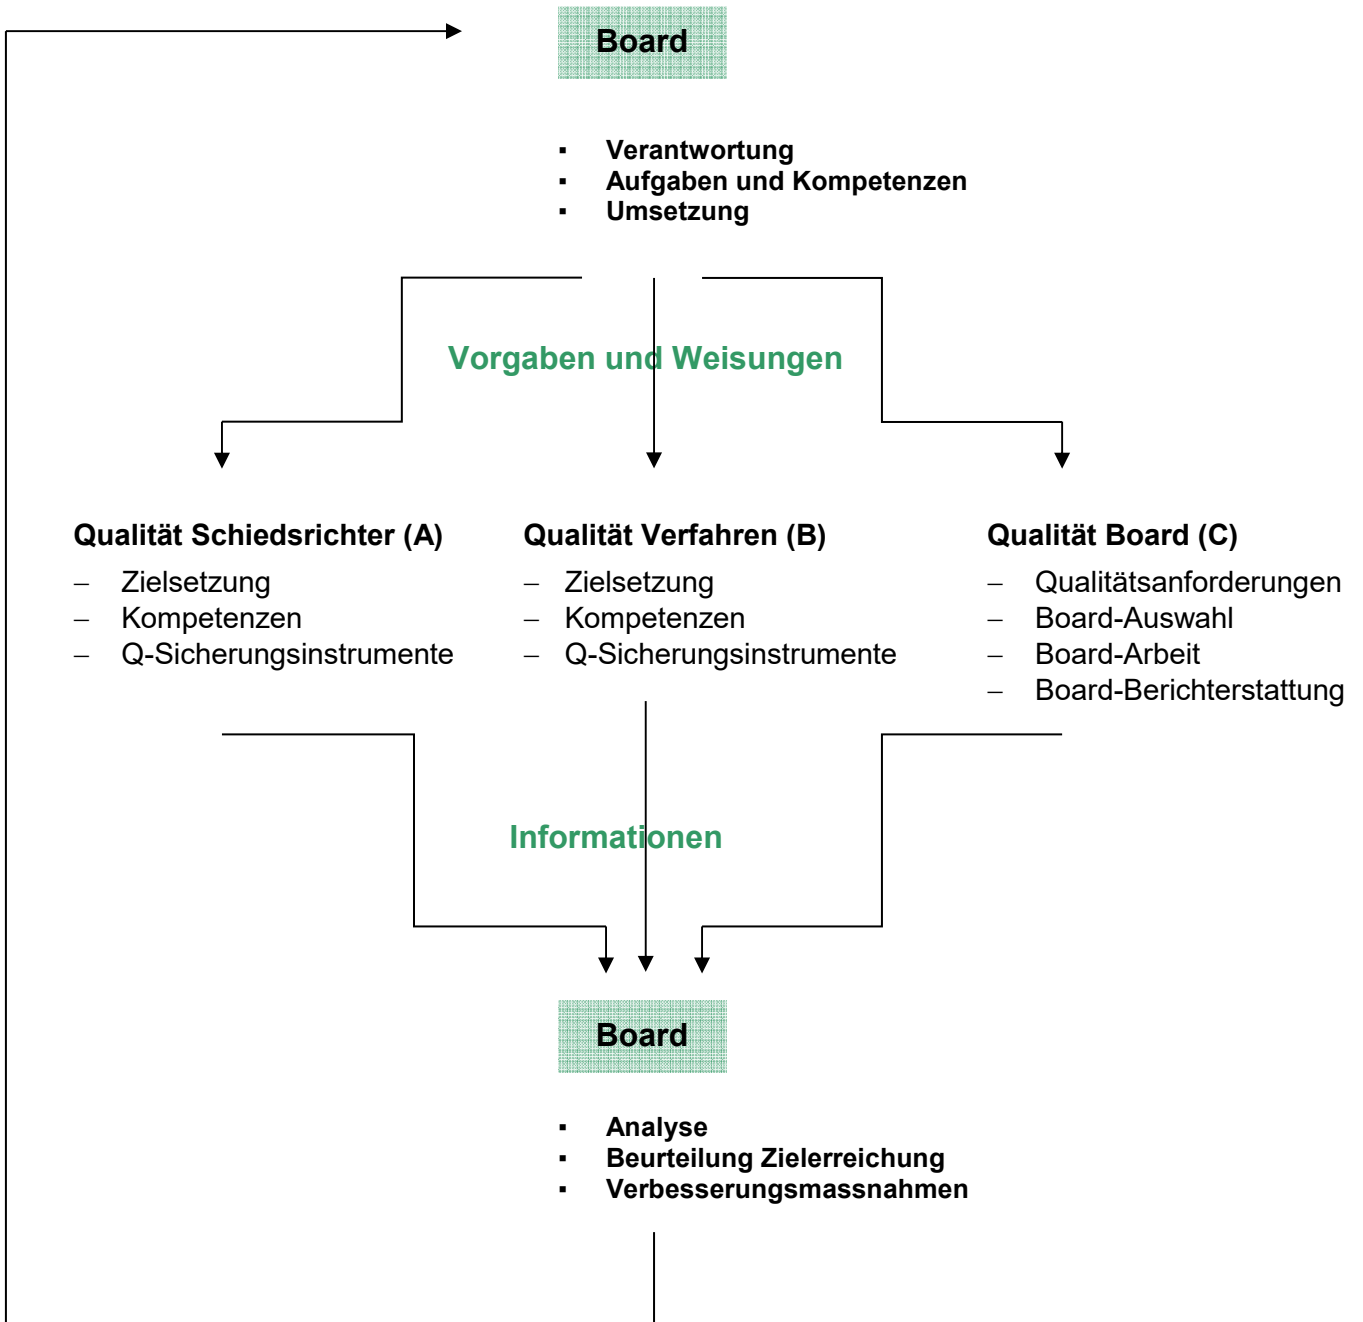 Board
▪ Verantwortung
▪ Aufgaben und Kompetenzen
▪ Umsetzung
Vorgaben und Weisungen
Qualität Schiedsrichter (A)
– Zielsetzung
– Kompetenzen
– Q-Sicherungsinstrumente
Qualität Verfahren (B)
– Zielsetzung
– Kompetenzen
– Q-Sicherungsinstrumente
Qualität Board (C)
– Qualitätsanforderungen
– Board-Auswahl
– Board-Arbeit
– Board-Berichterstattung
Informationen
Board
▪ Analyse
▪ Beurteilung Zielerreichung
▪ Verbesserungsmassnahmen